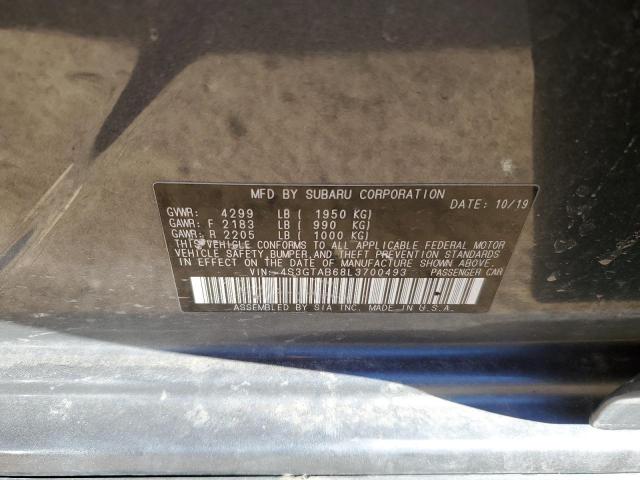 MFD BY SUBARU CORPORATION
DATE: 10/19
GVWR: 4299 LB ( 1950 KG)
GAWR: F 2183 LB ( 990 KG)
GAWR: R 2205 LB ( 1000 KG)
THIS VEHICLE CONFORMS TO ALL APPLICABLE FEDERAL MOTOR
VEHICLE SAFETY,BUMPER,AND THEFT PREVENTION STANDARDS
IN EFFECT ON THE DATE OF MANUFACTURE SHOWN ABOVE.
VIN:-4S3GTAB68L3700493 PASSENGER CAR
ASSEMBLED BY SIA INC. MADE IN U.S.A.